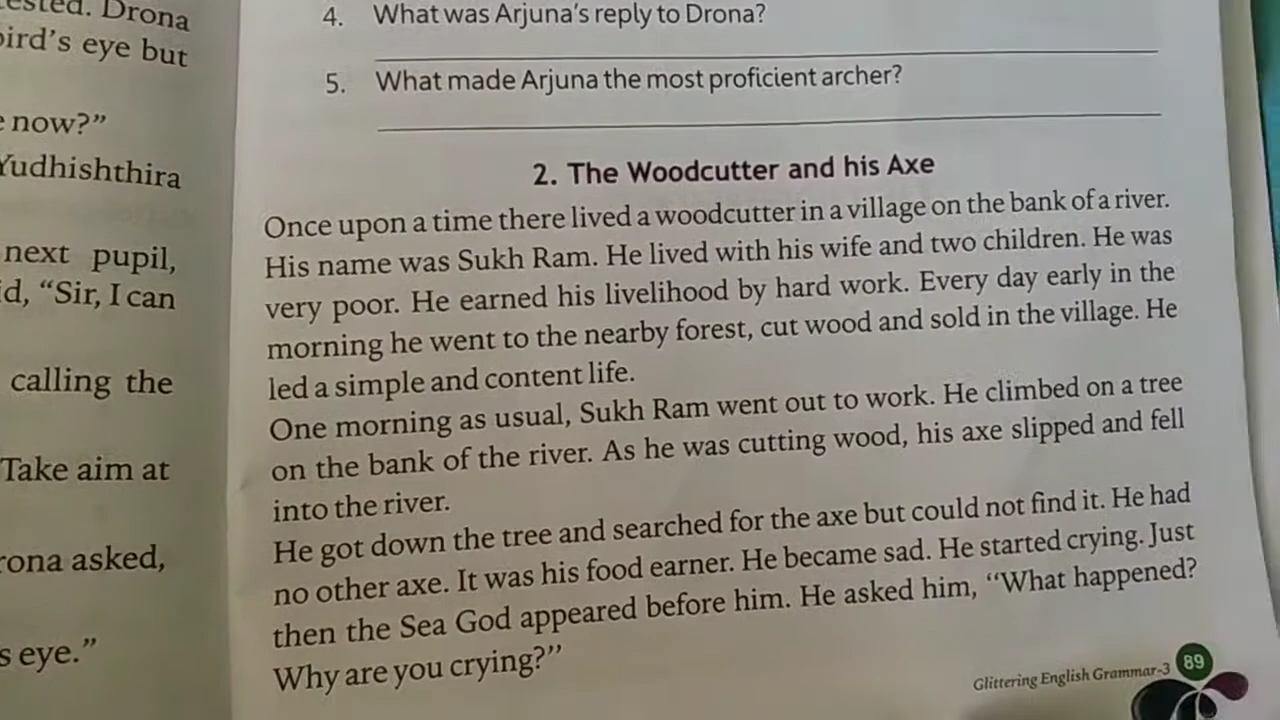 ested. Drona
bird's eye but
now?"
Yudhishthira
next pupil,
"Sir, I can
calling the
Take aim at
rona asked,
s eye."
4. What was Arjuna's reply to Drona?
5. What made Arjuna the most proficient archer?
2. The Woodcutter and his Axe
Once upon a time there lived a woodcutter in a village on the bank of a river.
His name was Sukh Ram. He lived with his wife and two children. He was
very poor. He earned his livelihood by hard work. Every day early in the
morning he went to the nearby forest, cut wood and sold in the village. He
led a simple and content life.
One morning as usual, Sukh Ram went out to work. He climbed on a tree
on the bank of the river. As he was cutting wood, his axe slipped and fell
into the river.
He got down the tree and searched for the axe but could not find it. He had
no other axe. It was his food earner. He became sad. He started crying. Just
then the Sea God appeared before him. He asked him, "What happened?
Why are you crying?"
Glittering English Grammar-3 89